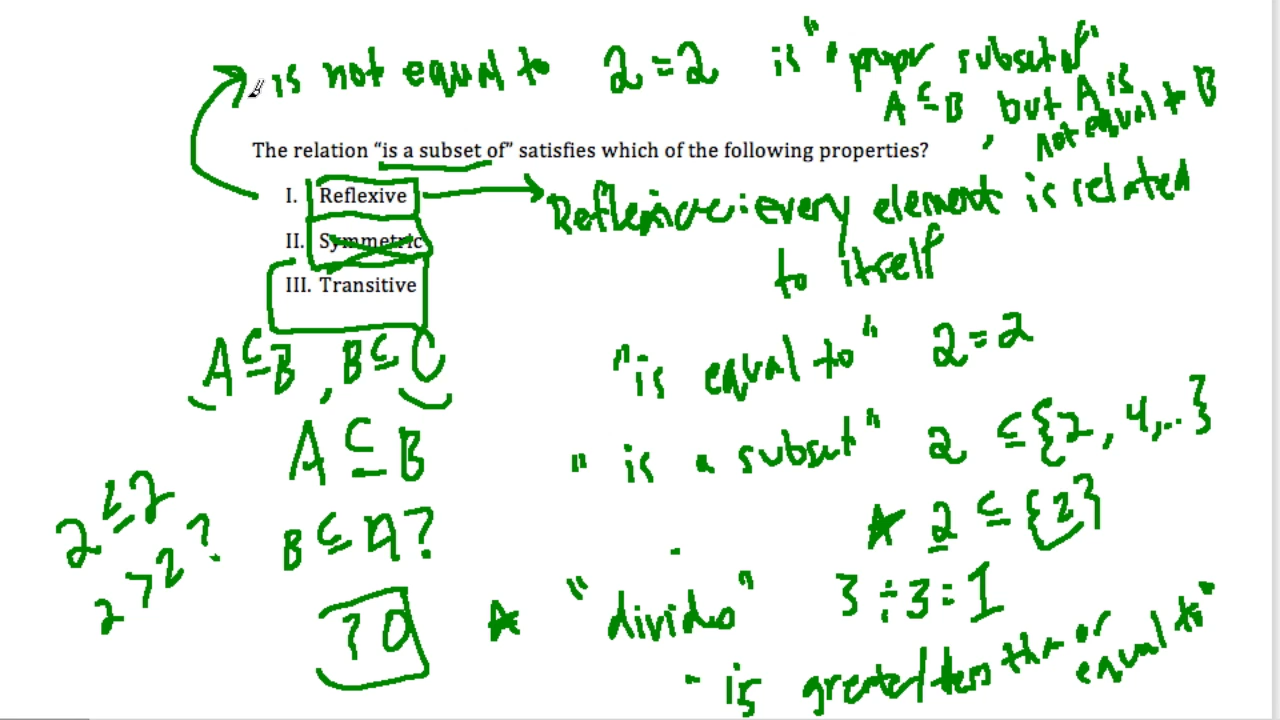 is not equal to 2=2 is " " proper subset of"
A ⊆ B, but A is
not equal to B
The relation "is a subset of" satisfies which of the following properties?
I. Reflexive
Reflexive: every element is related
II. Symmetric
to itself
III. Transitive
A ⊆ B, B ⊆ C
"is equal to" 2=2
A ⊆ B
"is a subset" 2 ⊆ {2, 4, ..}
2 ≤ 2
B ⊆ A?
2 ⊆ {2}
2 > 2?
"divides" 3 ÷ 3 = 1
- is greater/less than or
equal to"